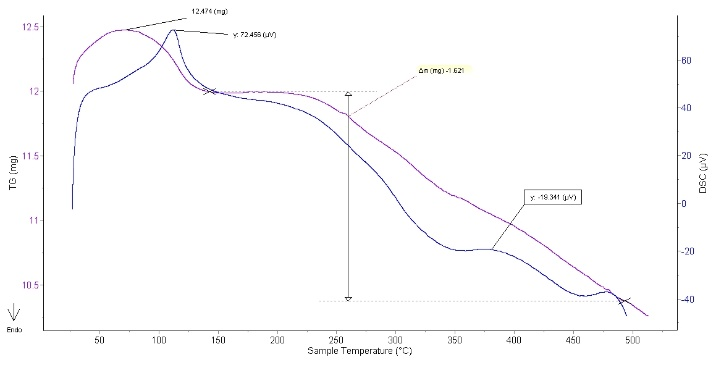 12.474 (mg)
y: 72.456 (µV)
Δm (mg) -1.621
y: -19.341 (µV)
12.5
12
11.5
11
10.5
TG (mg)
Endo
60
40
20
0
-20
-40
DSC (µV)
50
100
150
200
250
300
350
400
450
500
Sample Temperature (°C)